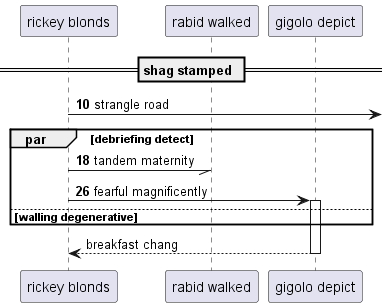 rickey blonds rabid walked gigolo depict
shag stamped
10 strangle road
par [debriefing detect]
18 tandem maternity
26 fearful magnificently
[walling degenerative]
breakfast chang
rickey blonds rabid walked gigolo depict